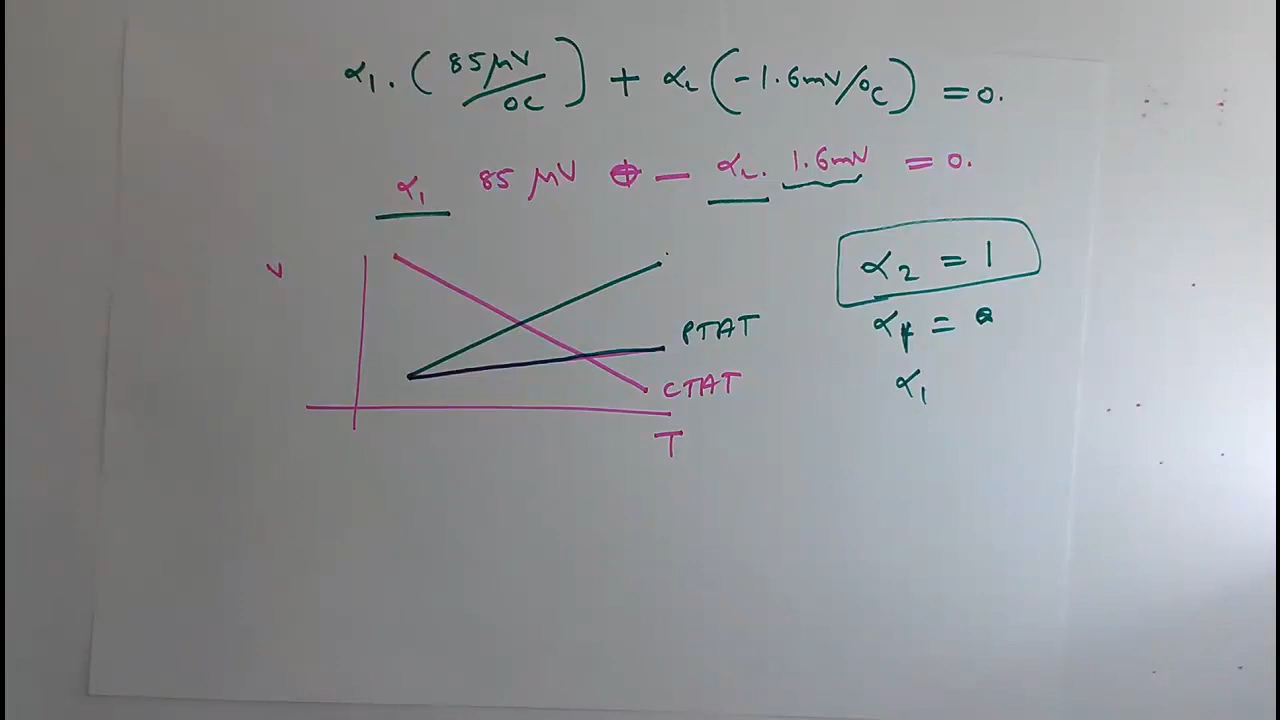 α₁. (85μV/°C) + α₂ (-1.6mV/°C) = 0.
α₁ 85 μV - α₂. 1.6mV = 0.
V
α₂ = 1
PTAT
α
CTAT
α₁
T